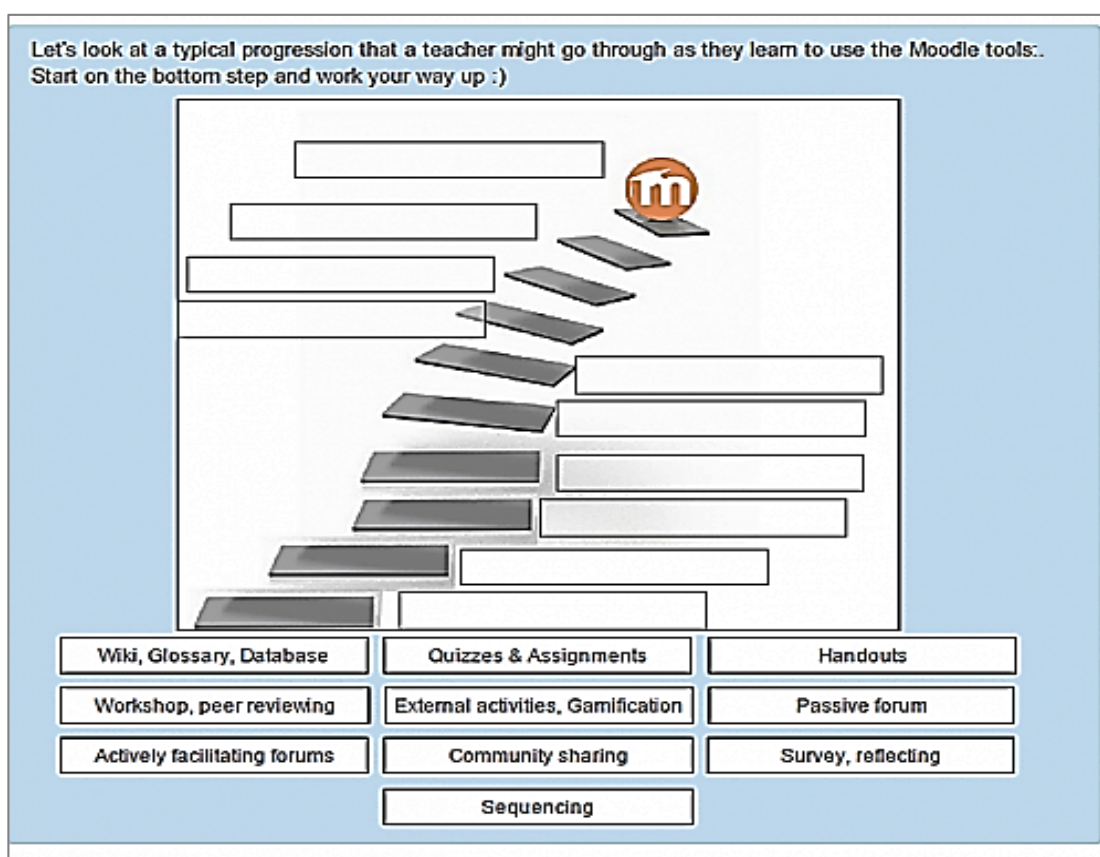 Let's look at a typical progression that a teacher might go through as they learn to use the Moodle tools:.
Start on the bottom step and work your way up :)
m
Wiki, Glossary, Database
Quizzes & Assignments
Handouts
Workshop, peer reviewing
External activities, Gamification
Passive forum
Actively facilitating forums
Community sharing
Survey, reflecting
Sequencing